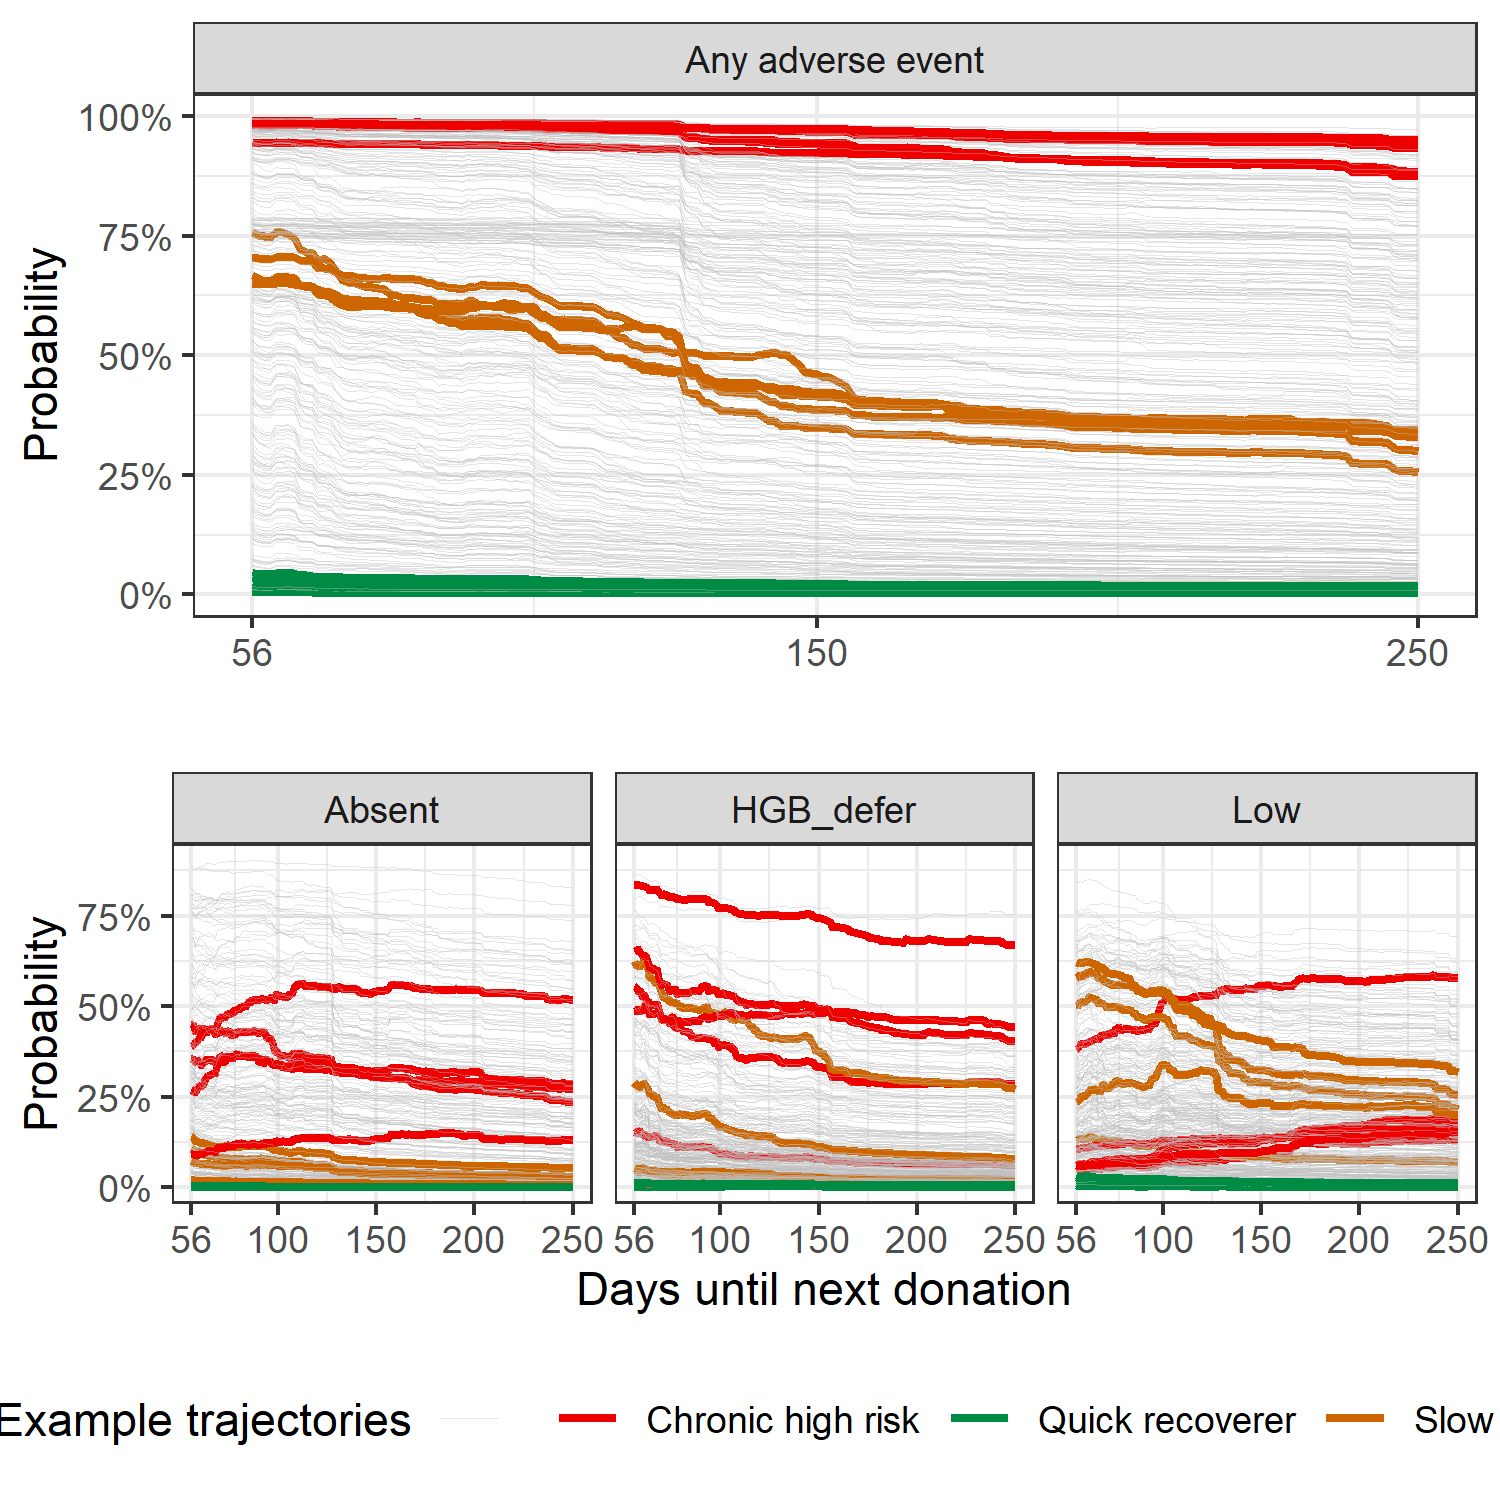 Any adverse event
100%
75%
50%
25%
0%
Probability
56 150 250
Absent HGB_defer Low
75%
50%
25%
0%
Probability
56 100 150 200 250 56 100 150 200 250 56 100 150 200 250
Days until next donation
Example trajectories Chronic high risk Quick recoverer Slow